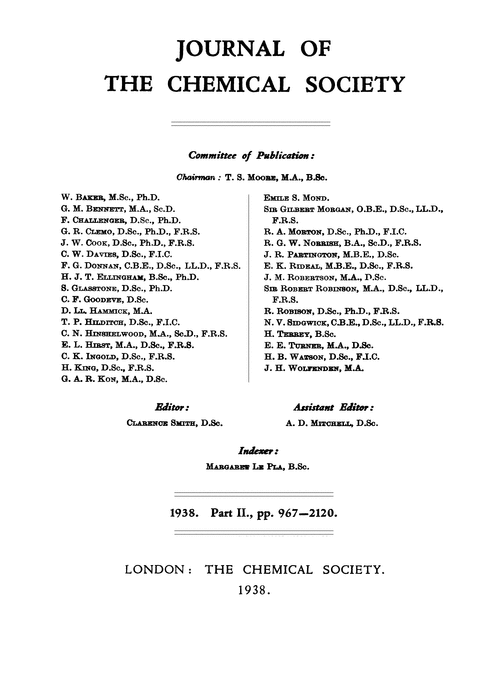 JOURNAL OF
THE CHEMICAL SOCIETY
Committee of Publication:
Chairman: T. S. MOORE, M.A., B.Sc.
W. BAKER, M.Sc., Ph.D.
G. M. BENNETT, M.A., Sc.D.
F. CHALLENGER, D.Sc., Ph.D.
G. R. CLEMO, D.Sc., Ph.D., F.R.S.
J. W. COOK, D.Sc., Ph.D., F.R.S.
C. W. DAVIES, D.Sc., F.I.C.
F. G. DONNAN, C.B.E., D.Sc., LL.D., F.R.S.
H. J. T. ELLINGHAM, B.Sc., Ph.D.
S. GLASSTONE, D.Sc., Ph.D.
C. F. GOODEVE, D.Sc.
D. LL. HAMMICK, M.A.
T. P. HILDITCH, D.Sc., F.I.C.
C. N. HINSHELWOOD, M.A., Sc.D., F.R.S.
E. L. HIRST, M.A., D.Sc., F.R.S.
C. K. INGOLD, D.Sc., F.R.S.
H. KING, D.Sc., F.R.S.
G. A. R. KON, M.A., D.Sc.
EMILE S. MOND.
SIR GILBERT MORGAN, O.B.E., D.Sc., LL.D.,
F.R.S.
R. A. MORTON, D.Sc., Ph.D., F.I.C.
R. G. W. NORRISH, B.A., Sc.D., F.R.S.
J. R. PARTINGTON, M.B.E., D.Sc.
E. K. RIDEAL, M.B.E., D.Sc., F.R.S.
J. M. ROBERTSON, M.A., D.Sc.
SIR ROBERT ROBINSON, M.A., D.Sc., LL.D.,
F.R.S.
R. ROBISON, D.Sc., Ph.D., F.R.S.
N. V. SIDGWICK, C.B.E., D.Sc., LL.D., F.R.S.
H. TERREY, B.Sc.
E. E. TURNER, M.A., D.Sc.
H. B. WATSON, D.Sc., F.I.C.
J. H. WOLFENDEN, M.A.
Editor:
CLARENCE SMITH, D.Sc.
Assistant Editor:
A. D. MITCHELL, D.Sc.
Indexer:
MARGARET LE PLA, B.Sc.
1938. Part II., pp. 967—2120.
LONDON: THE CHEMICAL SOCIETY.
1938.